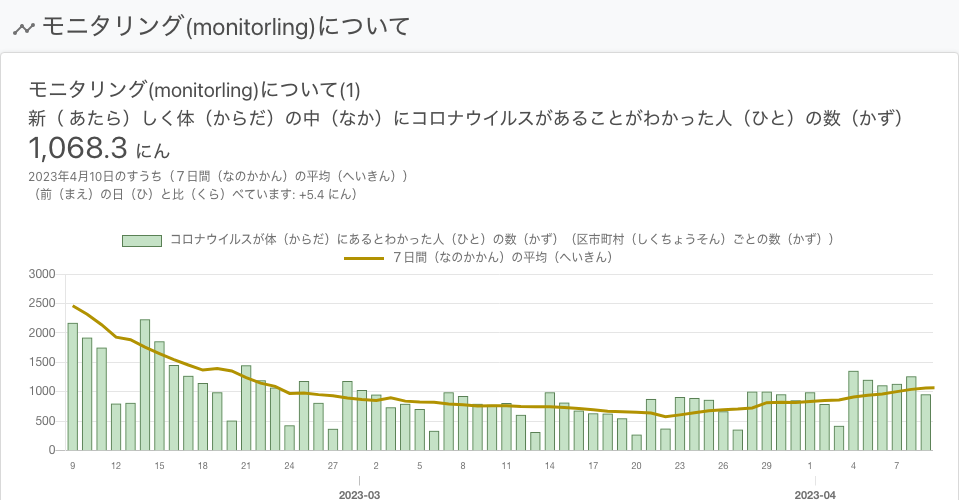 モニタリング(monitorling)について
モニタリング(monitorling)について(1)
新（ あたら）しく体（からだ）の中（なか）にコロナウイルスがあることがわかった人（ひと）の数（かず）
1,068.3 にん
2023年4月10日のすうち（７日間（なのかかん）の平均（へいきん））
（前（まえ）の日（ひ）と比（くら）べています: +5.4 にん）
コロナウイルスが体（からだ）にあるとわかった人（ひと）の数（かず）（区市町村（しくちょうそん）ごとの数（かず））
７日間（なのかかん）の平均（へいきん）
3000
2500
2000
1500
1000
500
0
9 12 15 18 21 24 27 2 5 8 11 14 17 20 23 26 29 1 4 7
2023-03 2023-04